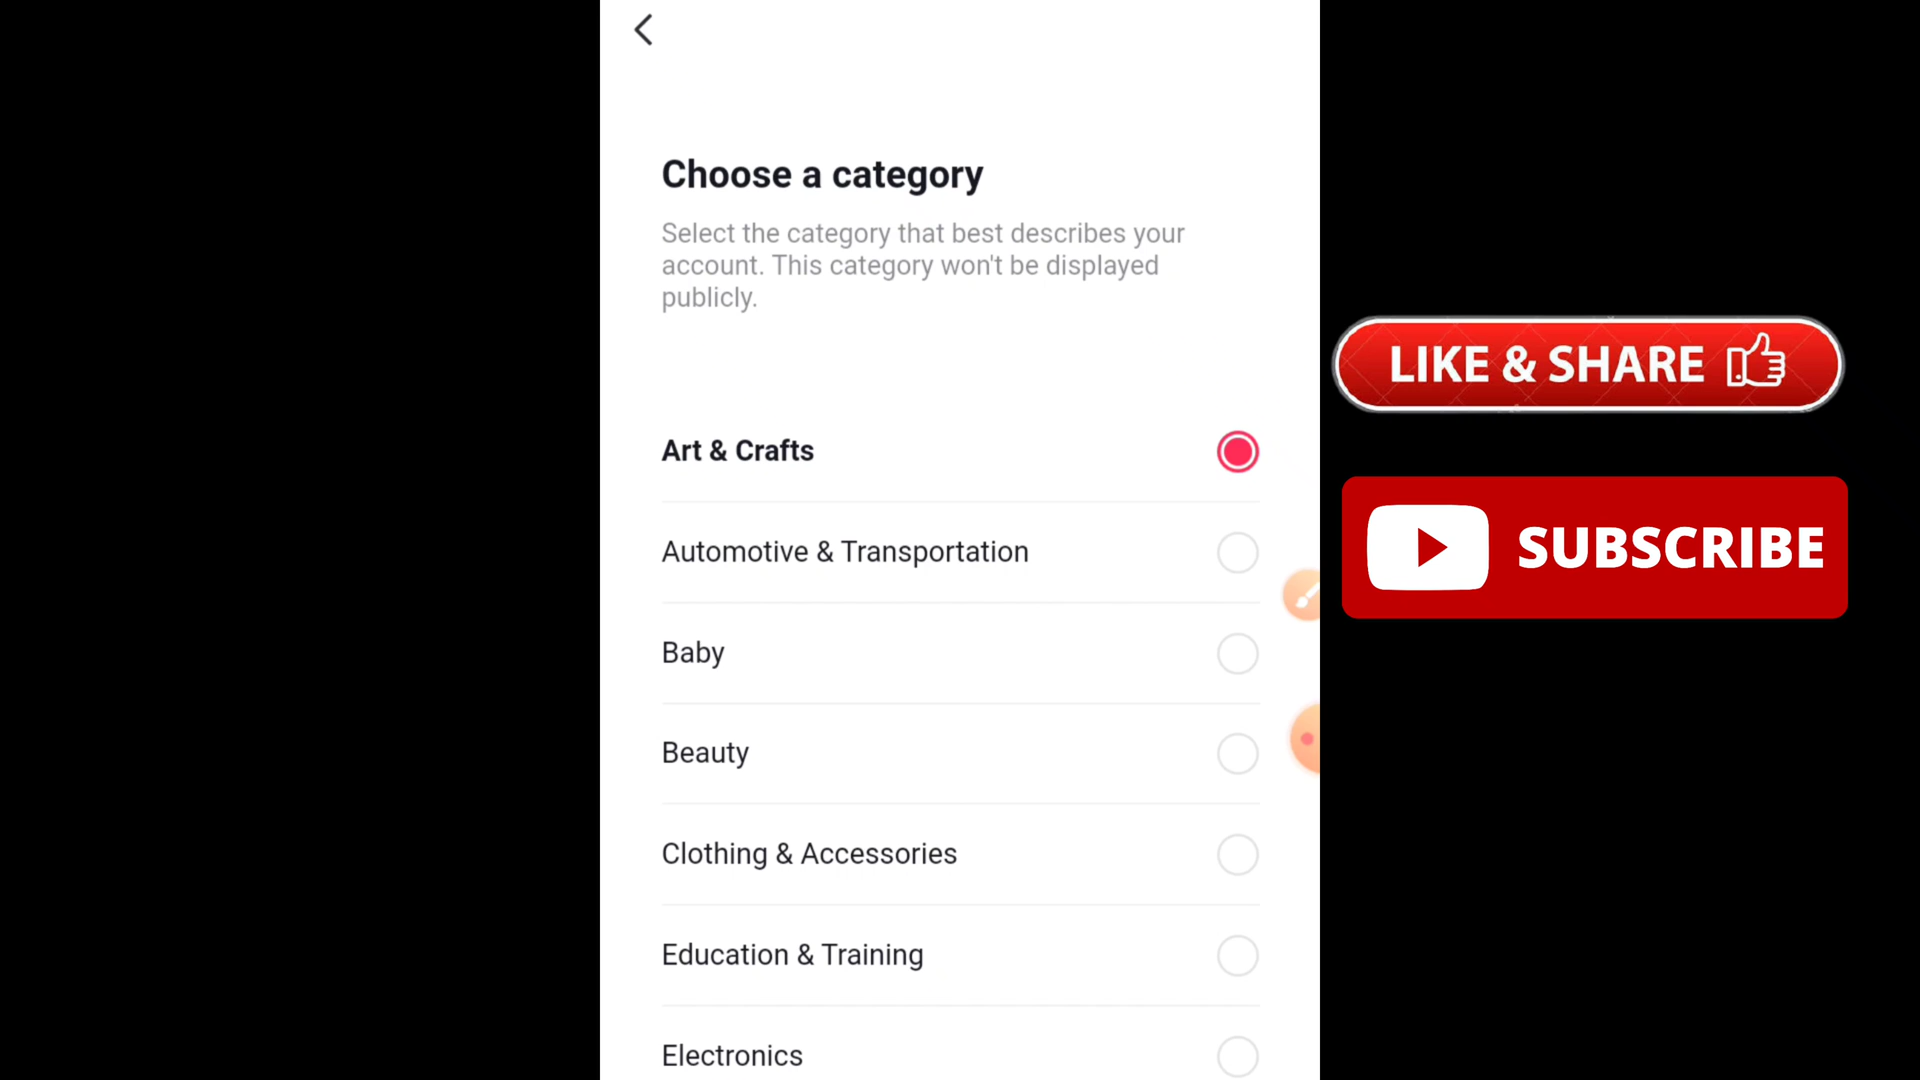 Choose a category
Select the category that best describes your
account. This category won't be displayed
publicly.
Art & Crafts
Automotive & Transportation
Baby
Beauty
Clothing & Accessories
Education & Training
Electronics
LIKE & SHARE
SUBSCRIBE